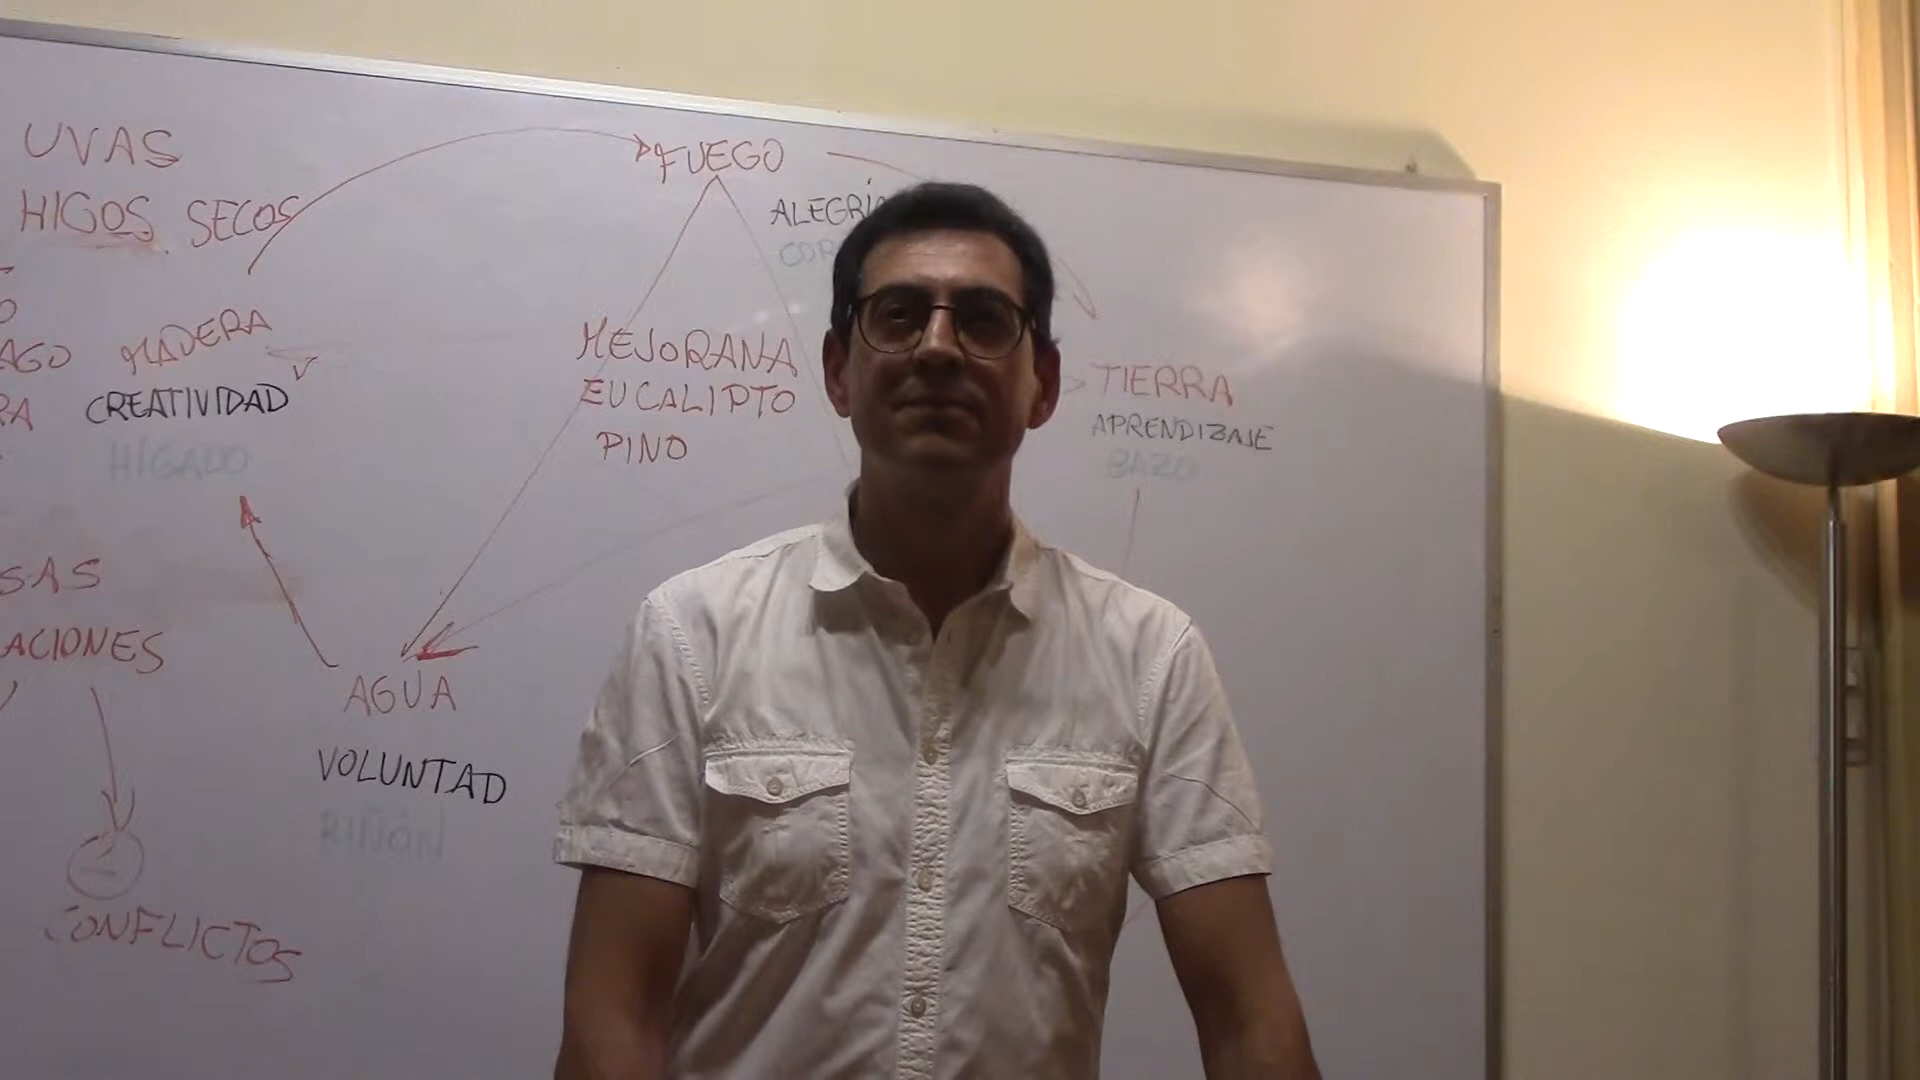 UVAS
HIGOS SECOS
MADERA
CREATIVIDAD
HÍGADO
FUEGO
ALEGRÍA
MEJORANA
EUCALIPTO
PINO
TIERRA
APRENDIZAJE
BAZO
AGUA
VOLUNTAD
RIÑÓN
CONFLICTOS